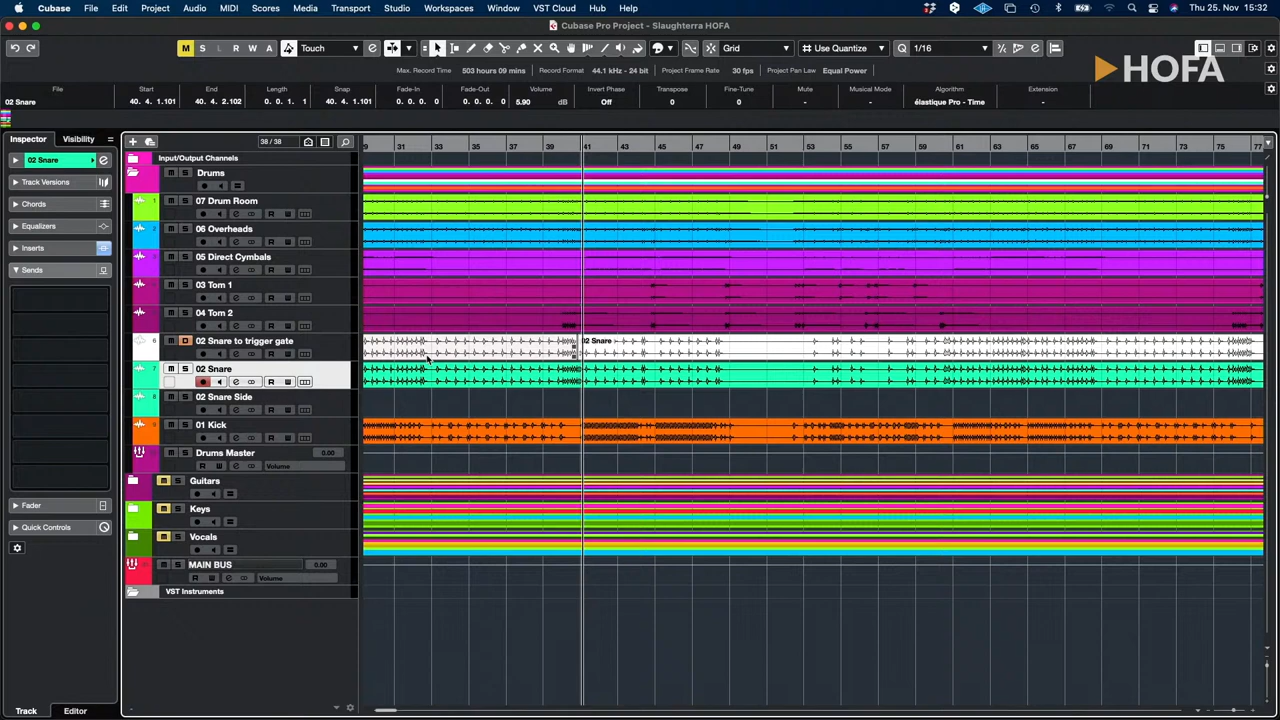 Cubase File Edit Project Audio MIDI Scores Media Transport Studio Workspaces Window VST Cloud Hub Help Thu 25. Nov 15:32
Cubase Pro Project - Slaughterra HOFA
M S L R W A Touch Grid Use Quantize Q 1/16
Max. Record Time 503 hours 09 mins Record Format 44.1 kHz - 24 bit Project Frame Rate 30 fps Project Pan Law Equal Power
HOFA
File Start End Length Snap Fade-In Fade-Out Volume Invert Phase Transpose Fine-Tune Mute Musical Mode Algorithm Extension
02 Snare 40. 4. 1.101 40. 4. 2.102 0. 0. 1. 1 40. 4. 1.101 0. 0. 0. 0 0. 0. 0. 0 5.90 dB Off 0 0 - - élastique Pro - Time -
Inspector Visibility
38 / 38
9 31 33 35 37 39 41 43 45 47 49 51 53 55 57 59 61 63 65 67 69 71 73 75 77
02 Snare
Track Versions
Chords
Equalizers
Inserts
Sends
Fader
Quick Controls
Input/Output Channels
M S Drums
1 M S 07 Drum Room
R W
2 M S 06 Overheads
R W
3 M S 05 Direct Cymbals
R W
M S 03 Tom 1
R W
M S 04 Tom 2
R W
6 M 02 Snare to trigger gate
R W
02 Snare
7 M S 02 Snare
R W
8 M S 02 Snare Side
R W
9 M S 01 Kick
R W
M S Drums Master 0.00
R W Volume
M S Guitars
M S Keys
M S Vocals
M S MAIN BUS 0.00
R W Volume
VST Instruments
Track Editor